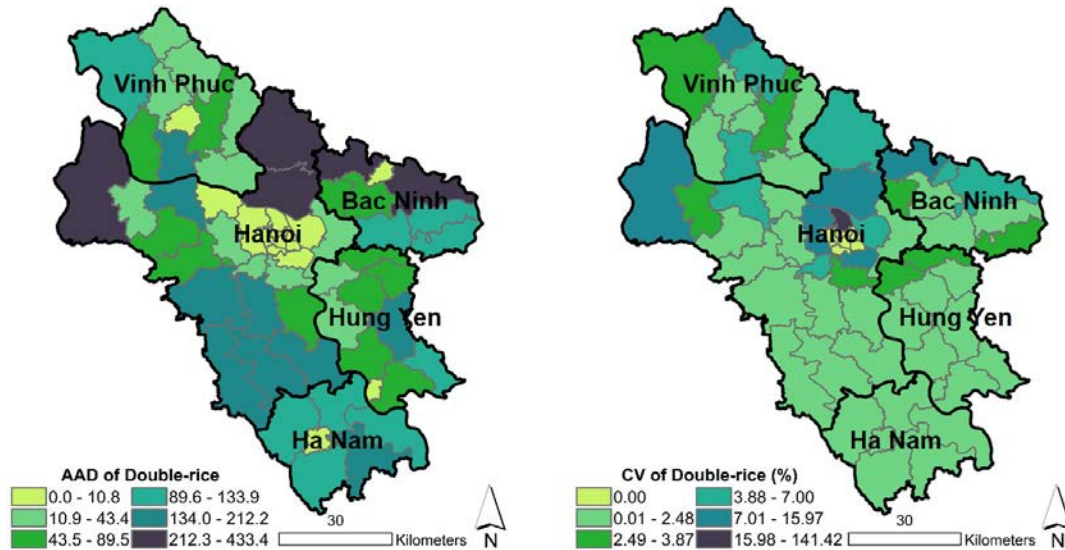 Vinh Phuc
Bac Ninh
Hanoi
Hung Yen
Ha Nam
AAD of Double-rice
0.0 - 10.8
89.6 - 133.9
10.9 - 43.4
134.0 - 212.2
43.5 - 89.5
212.3 - 433.4
30
Kilometers
N
Vinh Phuc
Bac Ninh
Hanoi
Hung Yen
Ha Nam
CV of Double-rice (%)
0.00
3.88 - 7.00
0.01 - 2.48
7.01 - 15.97
2.49 - 3.87
15.98 - 141.42
30
Kilometers
N